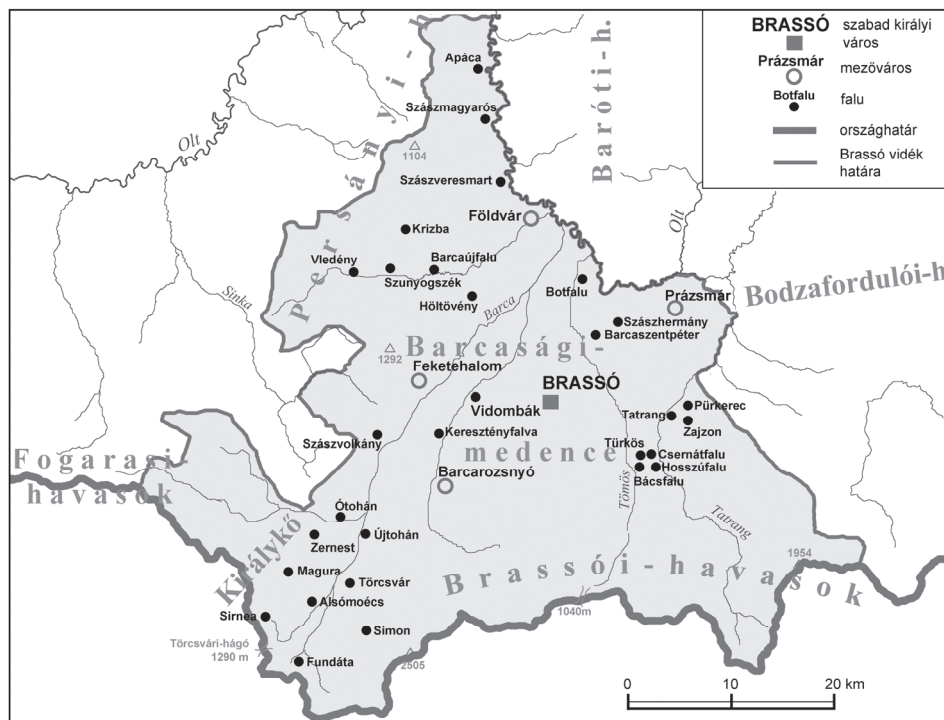 BRASSÓ
szabad királyi
város
Prázsmár
mezőváros
Botfalu
falu
országhatár
Brassó vidék
határa
Persányi-h
Baróti-h.
Apáca
Szászmagyarós
Olt
1104
Szászveresmart
Földvár
Krizba
Olt
Vledény
Barcaújfalu
Szunyogszék
Höltövény
Botfalu
Prázsmár
Bodzafordulói-h
Sinka
Barca
Szászhermány
Barcaszentpéter
1292
Barcasági-
Feketehalom
BRASSÓ
Vidombák
Pürkerec
Tatrang
Zajzon
Szászvolkány
Keresztényfalva
medence
Türkös
Csernátfalu
Hosszúfalu
Bácsfalu
Fogarasi-
havasok
Barcarozsnyó
Tömös
Tatrang
Ótohán
Zernest
Újtohán
Királykő
1954
Brassói-havasok
Magura
Törcsvár
Alsómoécs
Sirnea
1040m
Simon
Törcsvári-hágó
1290 m
2505
Fundáta
0 10 20 km